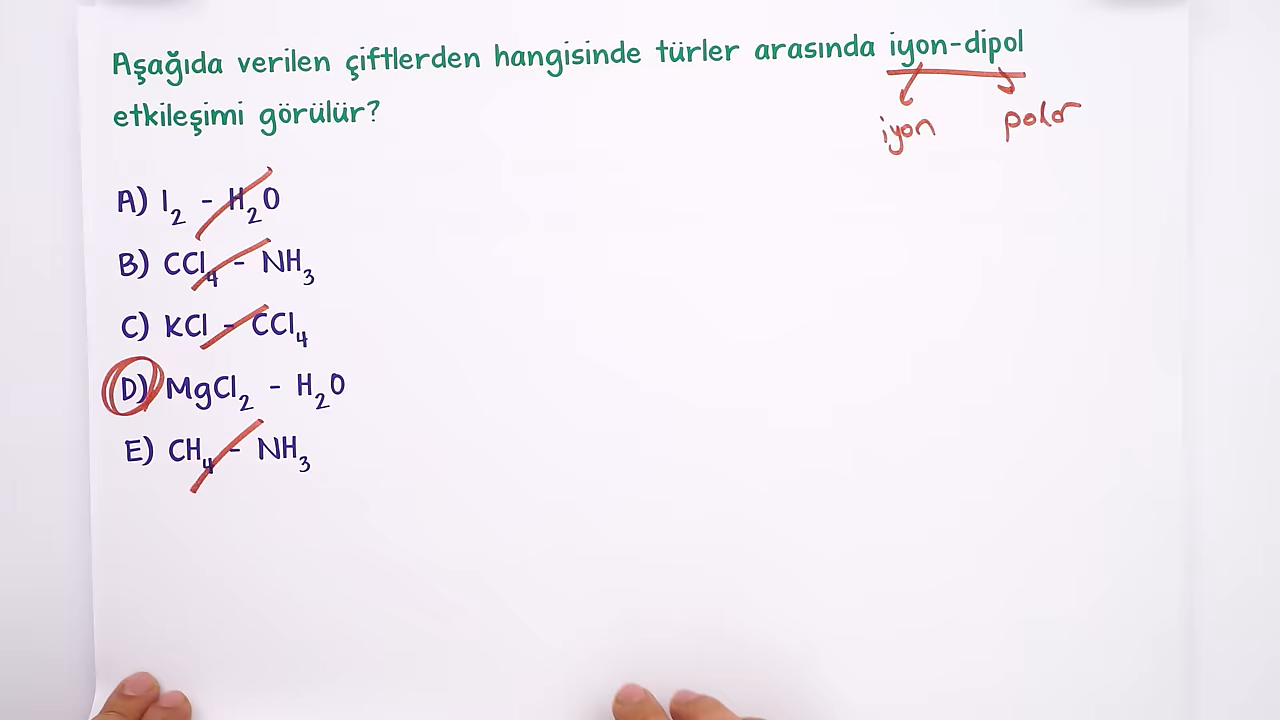 Aşağıda verilen çiftlerden hangisinde türler arasında iyon-dipol
etkileşimi görülür?
iyon polar
A) I₂ - H₂O
B) CCl₄ - NH₃
C) KCl - CCl₄
D) MgCl₂ - H₂O
E) CH₄ - NH₃